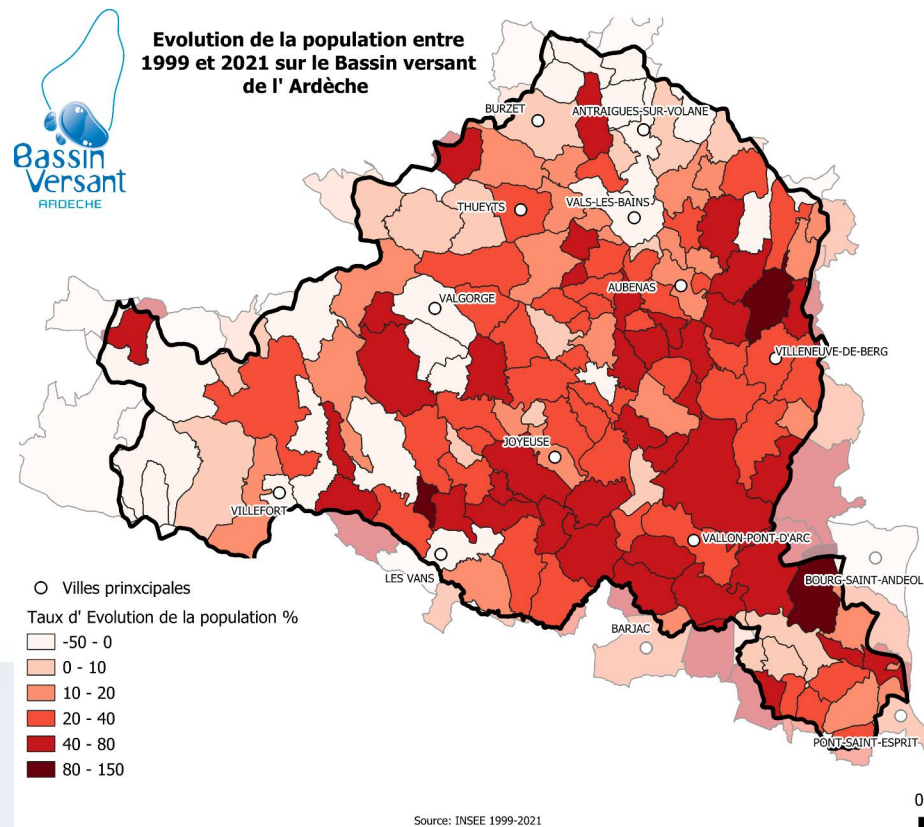 Evolution de la population entre
1999 et 2021 sur le Bassin versant
de l' Ardèche
Bassin
Versant
ARDECHE
BURZET
ANTRAIGUES-SUR-VOLANE
THUEYTS
VALS-LES-BAINS
AUBENAS
VALGORGE
VILLENEUVE-DE-BERG
JOYEUSE
VILLEFORT
VALLON-PONT-D'ARC
LES VANS
BOURG-SAINT-ANDEOL
BARJAC
PONT-SAINT-ESPRIT
Villes prinxcipales
Taux d' Evolution de la population %
-50 - 0
0 - 10
10 - 20
20 - 40
40 - 80
80 - 150
0
Source: INSEE 1999-2021